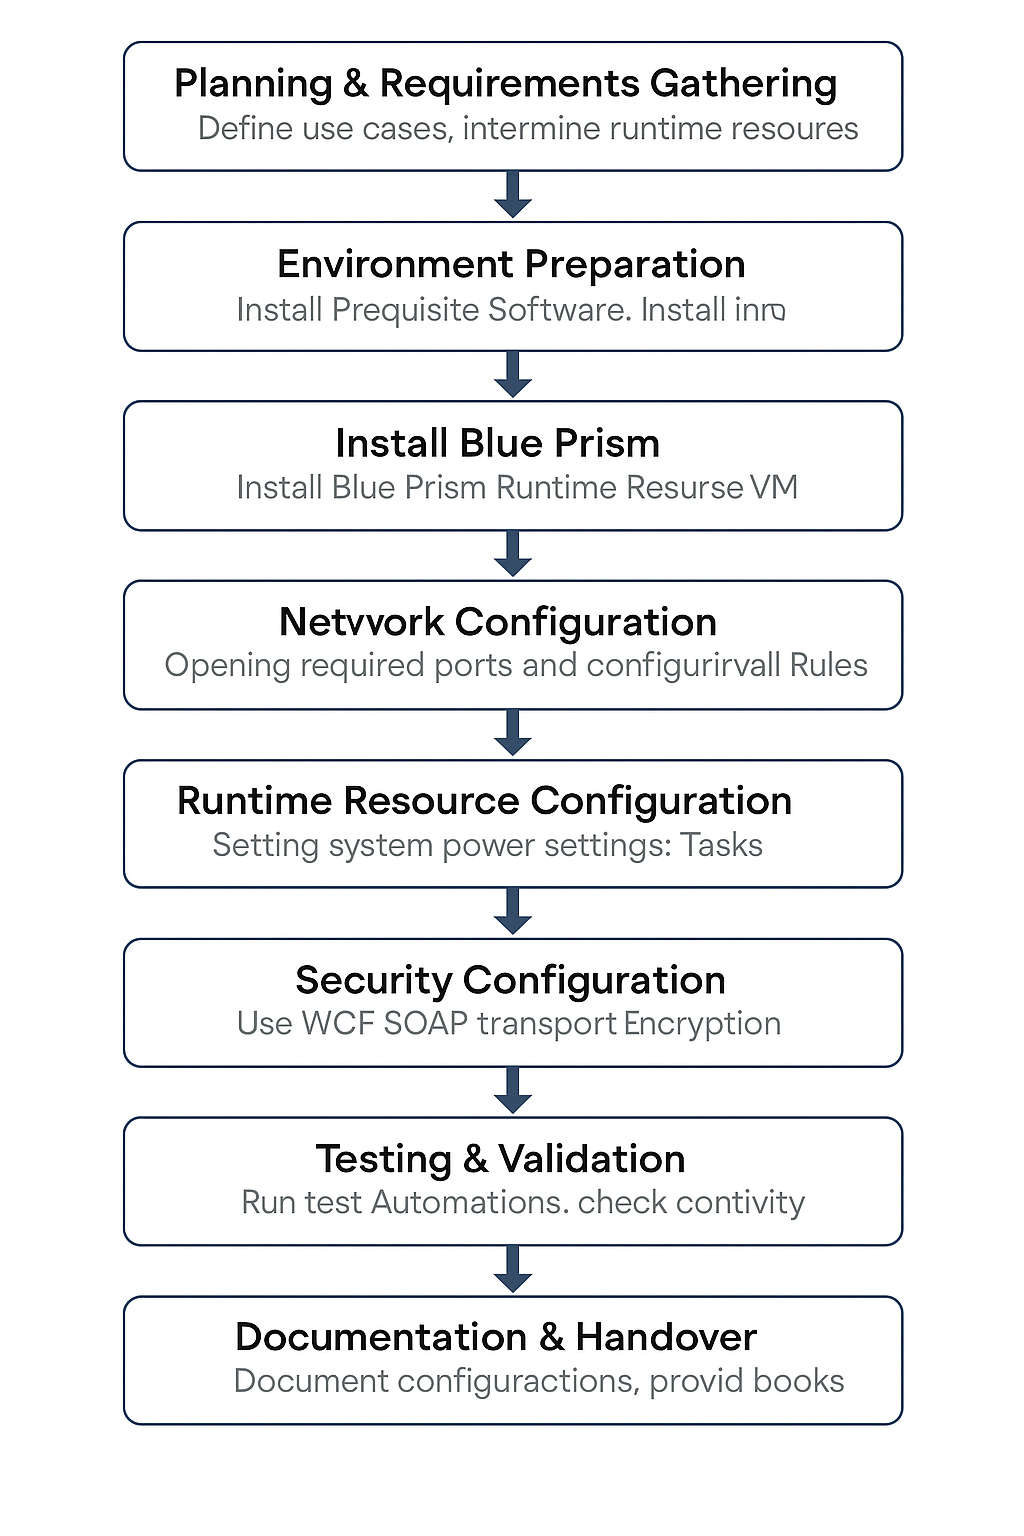 Planning & Requirements Gathering
Define use cases, intermine runtime resoures
Environment Preparation
Install Prequisite Software. Install
Install Blue Prism
Install Blue Prism Runtime Resurse VM
Netvvork Configuration
Opening required ports and configurirvall Rules
Runtime Resource Configuration
Setting system power settings: Tasks
Security Configuration
Use WCF SOAP transport Encryption
Testing & Validation
Run test Automations. check contivity
Documentation & Handover
Document configuractions, provid books